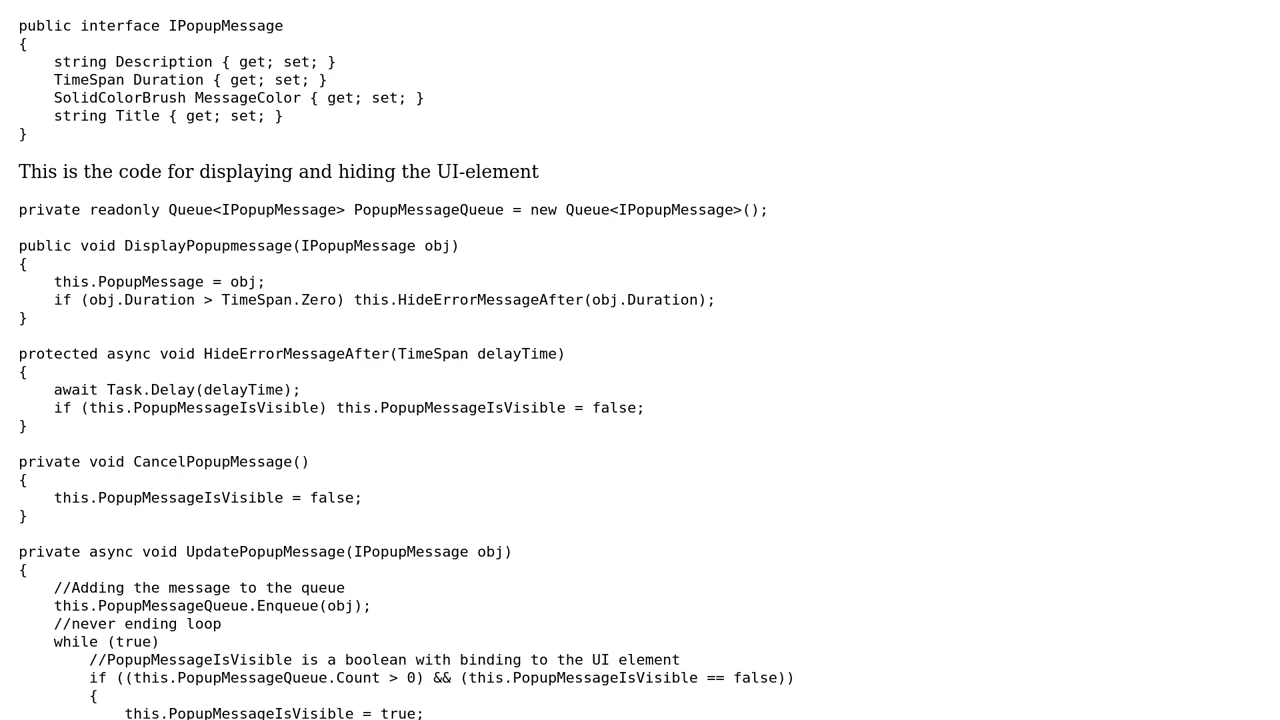 public interface IPopupMessage
{
    string Description { get; set; }
    TimeSpan Duration { get; set; }
    SolidColorBrush MessageColor { get; set; }
    string Title { get; set; }
}
This is the code for displaying and hiding the UI-element
private readonly Queue<IPopupMessage> PopupMessageQueue = new Queue<IPopupMessage>();

public void DisplayPopupmessage(IPopupMessage obj)
{
    this.PopupMessage = obj;
    if (obj.Duration > TimeSpan.Zero) this.HideErrorMessageAfter(obj.Duration);
}

protected async void HideErrorMessageAfter(TimeSpan delayTime)
{
    await Task.Delay(delayTime);
    if (this.PopupMessageIsVisible) this.PopupMessageIsVisible = false;
}

private void CancelPopupMessage()
{
    this.PopupMessageIsVisible = false;
}

private async void UpdatePopupMessage(IPopupMessage obj)
{
    //Adding the message to the queue
    this.PopupMessageQueue.Enqueue(obj);
    //never ending loop
    while (true)
        //PopupMessageIsVisible is a boolean with binding to the UI element
        if ((this.PopupMessageQueue.Count > 0) && (this.PopupMessageIsVisible == false))
        {
            this.PopupMessageIsVisible = true;